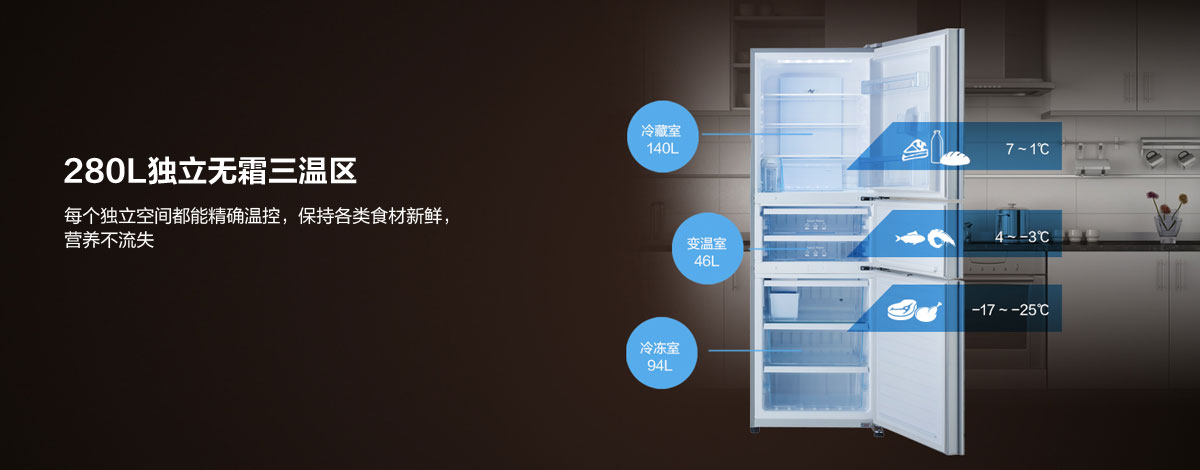 280L独立无霜三温区
每个独立空间都能精确温控，保持各类食材新鲜，
营养不流失
冷藏室
140L
7 ~ 1℃
变温室
46L
4 ~ -3℃
冷冻室
94L
-17 ~ -25℃